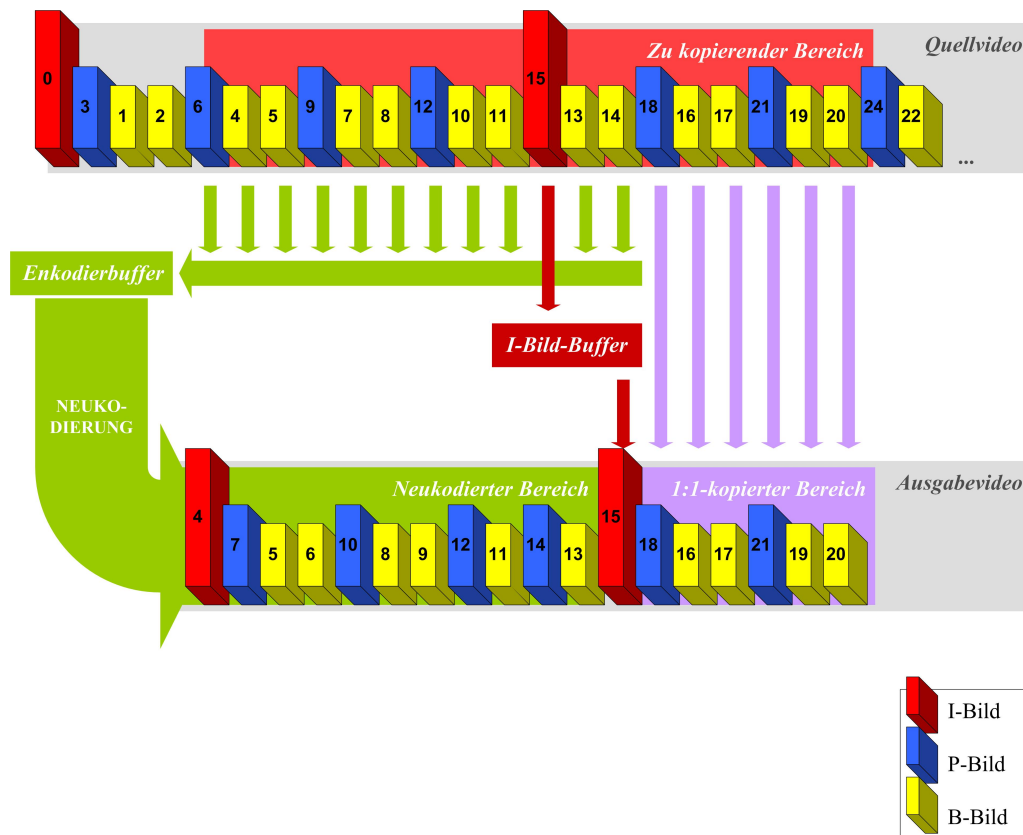 Zu kopierender Bereich
Quellvideo
0 3 1 2 6 4 5 9 7 8 12 10 11 15 13 14 18 16 17 21 19 20 24 22
...
Enkodierbuffer
I-Bild-Buffer
NEUKO-
DIERUNG
Neukodierter Bereich
1:1-kopierter Bereich
Ausgabevideo
4 7 5 6 10 8 9 12 11 14 13 15 18 16 17 21 19 20
I-Bild
P-Bild
B-Bild